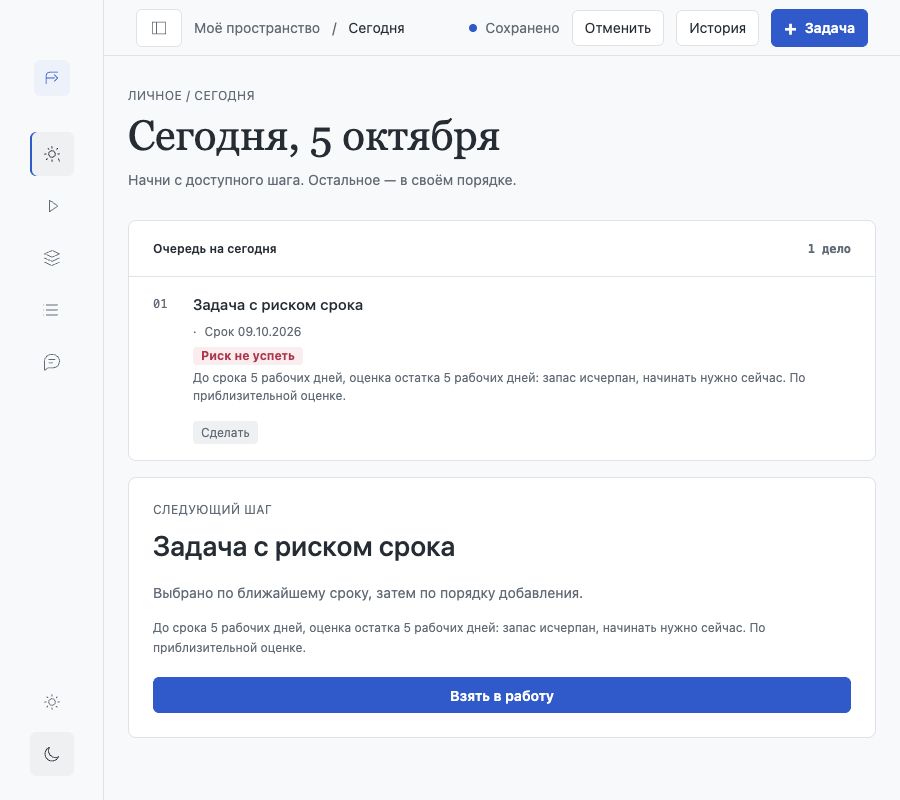 Моё пространство / Сегодня
Сохранено
Отменить
История
+ Задача
ЛИЧНОЕ / СЕГОДНЯ
Сегодня, 5 октября
Начни с доступного шага. Остальное — в своём порядке.
Очередь на сегодня
1 дело
01
Задача с риском срока
· Срок 09.10.2026
Риск не успеть
До срока 5 рабочих дней, оценка остатка 5 рабочих дней: запас исчерпан, начинать нужно сейчас. По
приблизительной оценке.
Сделать
СЛЕДУЮЩИЙ ШАГ
Задача с риском срока
Выбрано по ближайшему сроку, затем по порядку добавления.
До срока 5 рабочих дней, оценка остатка 5 рабочих дней: запас исчерпан, начинать нужно сейчас. По
приблизительной оценке.
Взять в работу